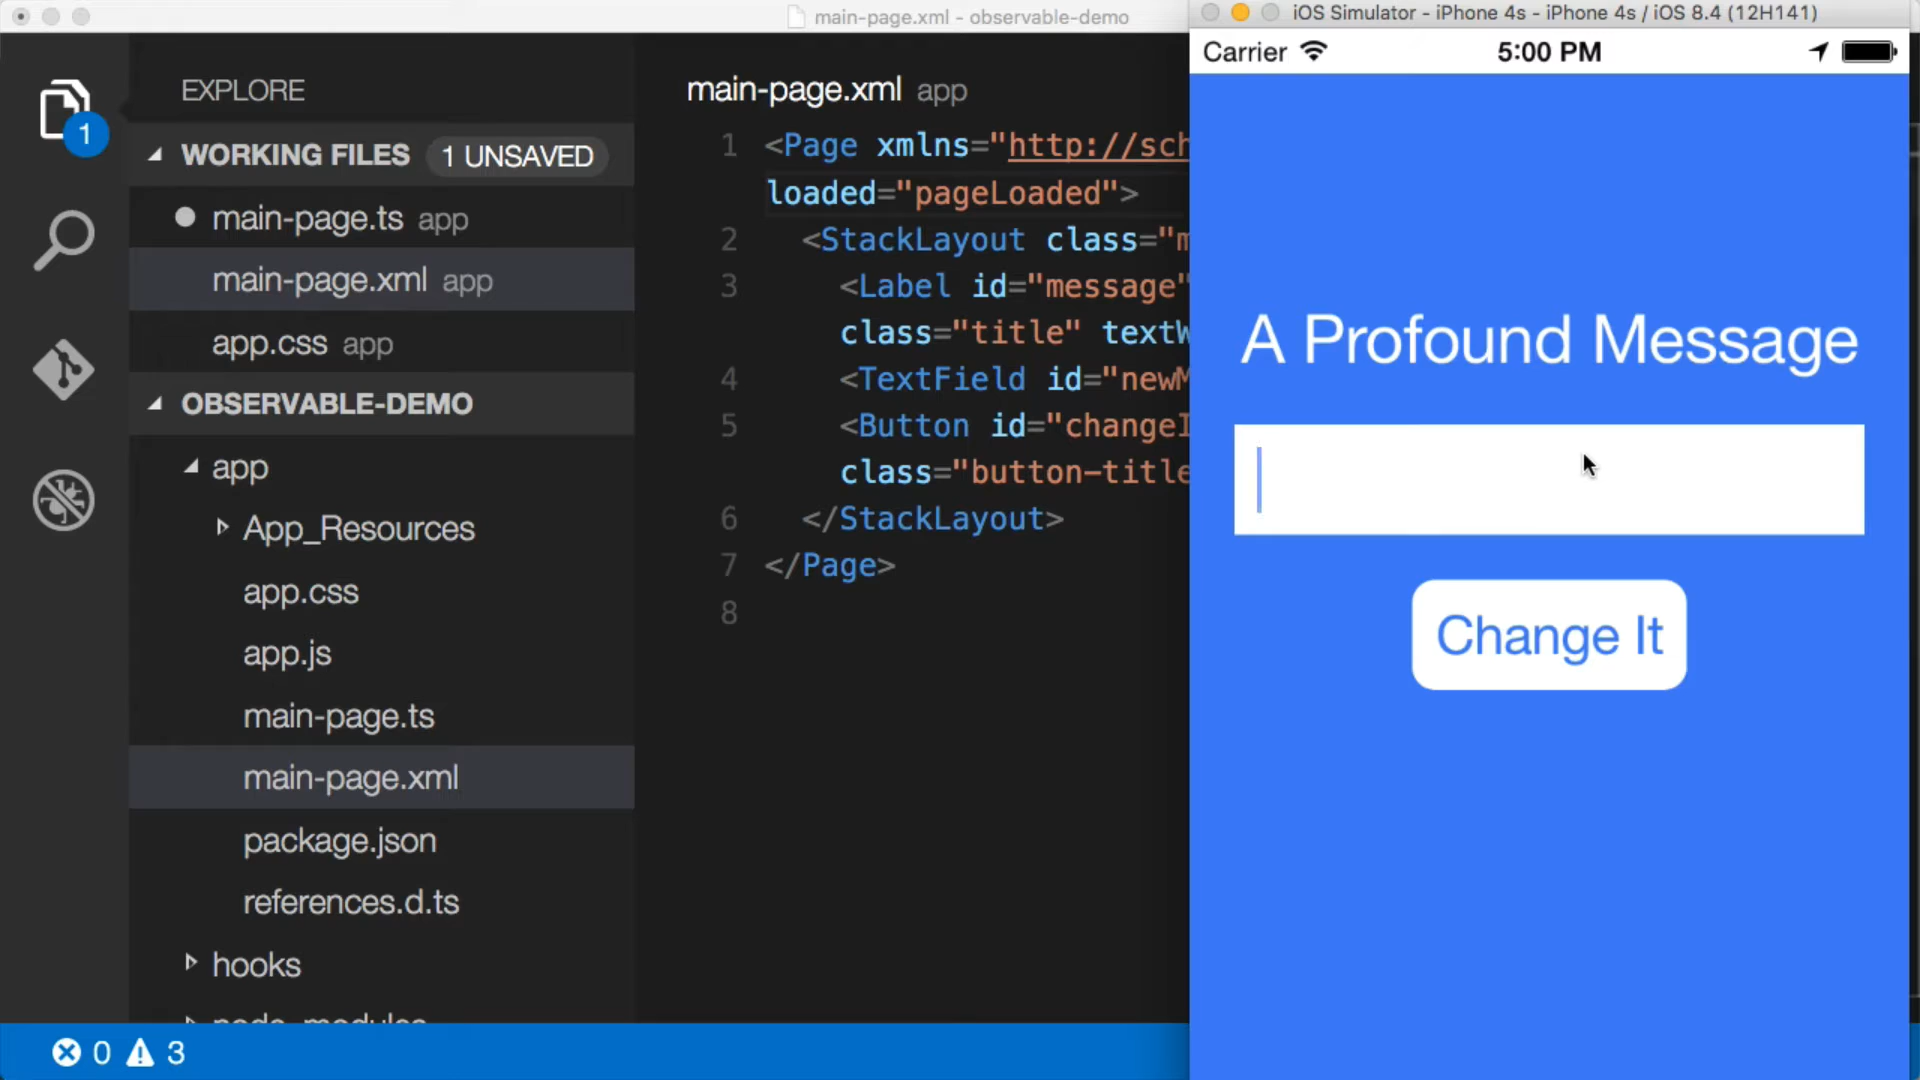 main-page.xml - observable-demo
iOS Simulator - iPhone 4s - iPhone 4s / iOS 8.4 (12H141)
Carrier
5:00 PM
EXPLORE
1
WORKING FILES
1 UNSAVED
main-page.ts app
main-page.xml app
app.css app
OBSERVABLE-DEMO
app
App_Resources
app.css
app.js
main-page.ts
main-page.xml
package.json
references.d.ts
hooks
node_modules
0
3
main-page.xml app
1 <Page xmlns="http://sch
loaded="pageLoaded">
2 <StackLayout class="m
3 <Label id="message"
class="title" textW
4 <TextField id="newM
5 <Button id="changeI
class="button-title
6 </StackLayout>
7 </Page>
8
A Profound Message
Change It